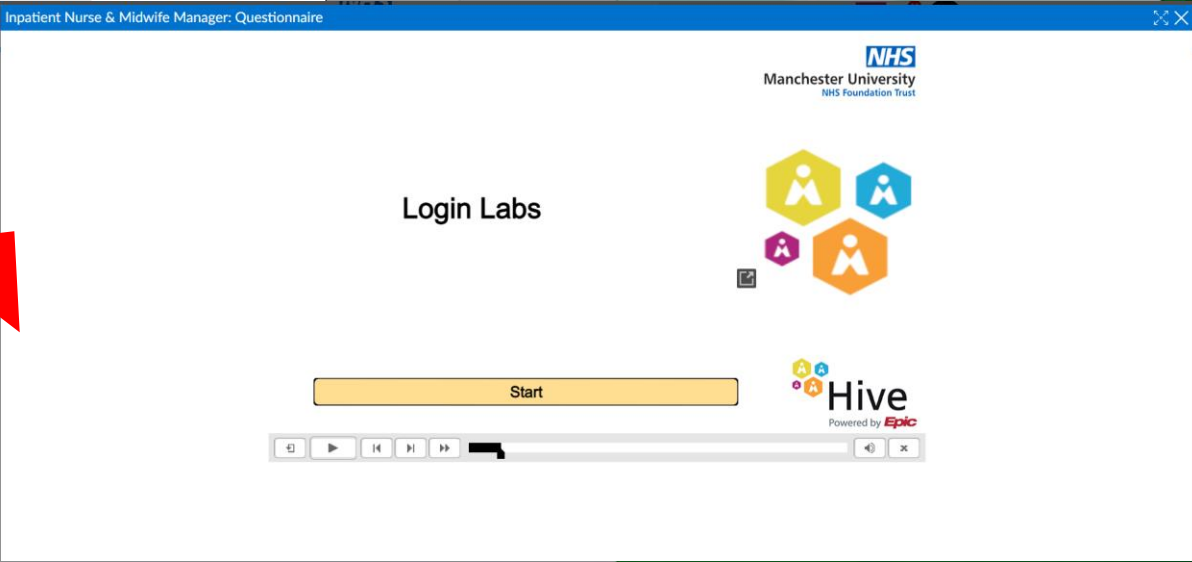 Inpatient Nurse & Midwife Manager: Questionnaire
NHS
Manchester University
NHS Foundation Trust
Login Labs
Start
Hive
Powered by Epic